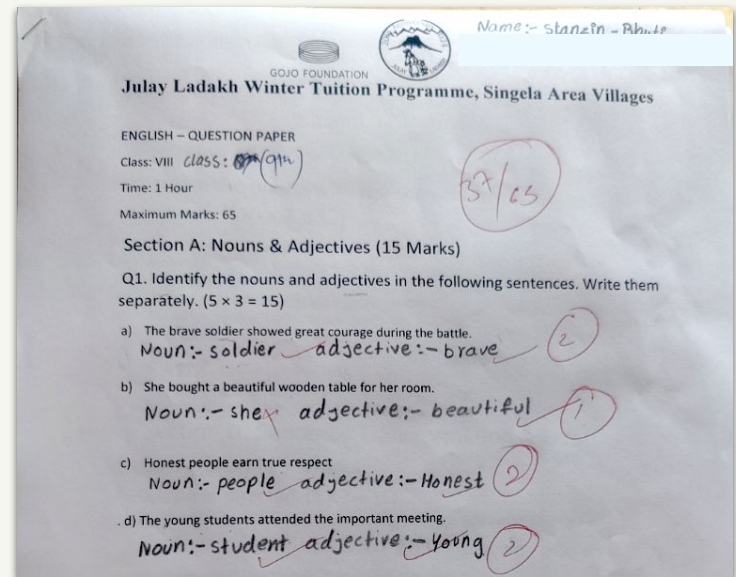 Name:- stanzin - 
GOJO FOUNDATION
Julay Ladakh Winter Tuition Programme, Singela Area Villages
ENGLISH – QUESTION PAPER
Class: VIII class: (9th)
Time: 1 Hour
37/65
Maximum Marks: 65
Section A: Nouns & Adjectives (15 Marks)
Q1. Identify the nouns and adjectives in the following sentences. Write them
separately. (5 × 3 = 15)
a) The brave soldier showed great courage during the battle.
Noun:- soldier adjective:- brave 2
b) She bought a beautiful wooden table for her room.
Noun:- she adjective:- beautiful 1
c) Honest people earn true respect
Noun:- people adjective:- Honest 2
. d) The young students attended the important meeting.
Noun:- student adjective:- Young 2